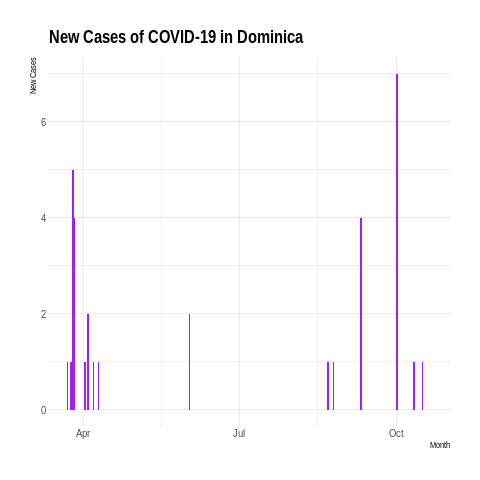 New Cases of COVID-19 in Dominica
New Cases
6
4
2
0
Apr Jul Oct
Month